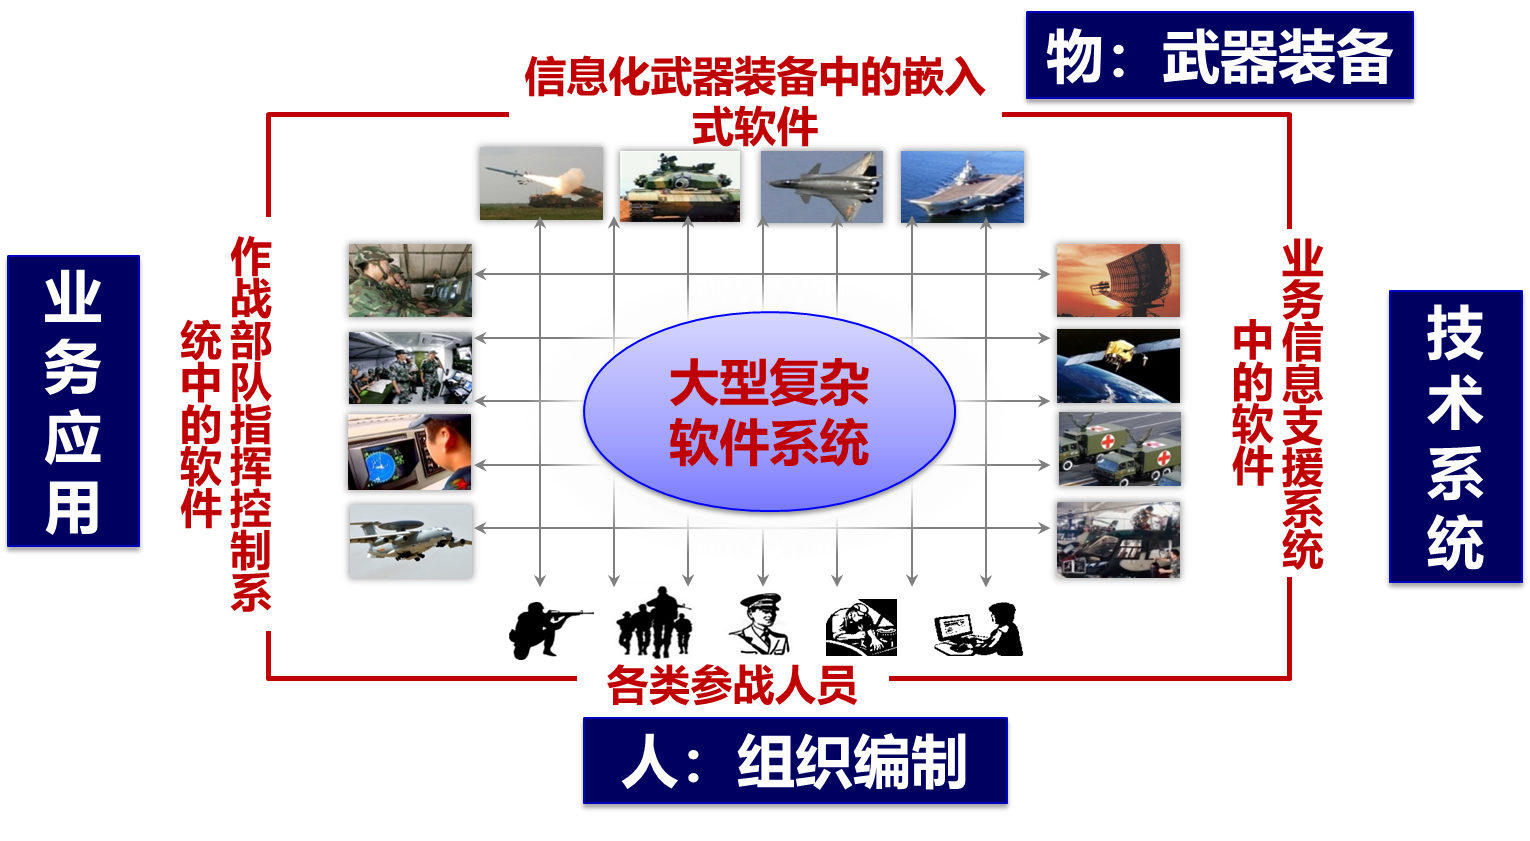 物：武器装备
信息化武器装备中的嵌入
式软件
业务应用
作战部队指挥控制系
统中的软件
大型复杂
软件系统
业务信息支援系统
中的软件
技术系统
各类参战人员
人：组织编制